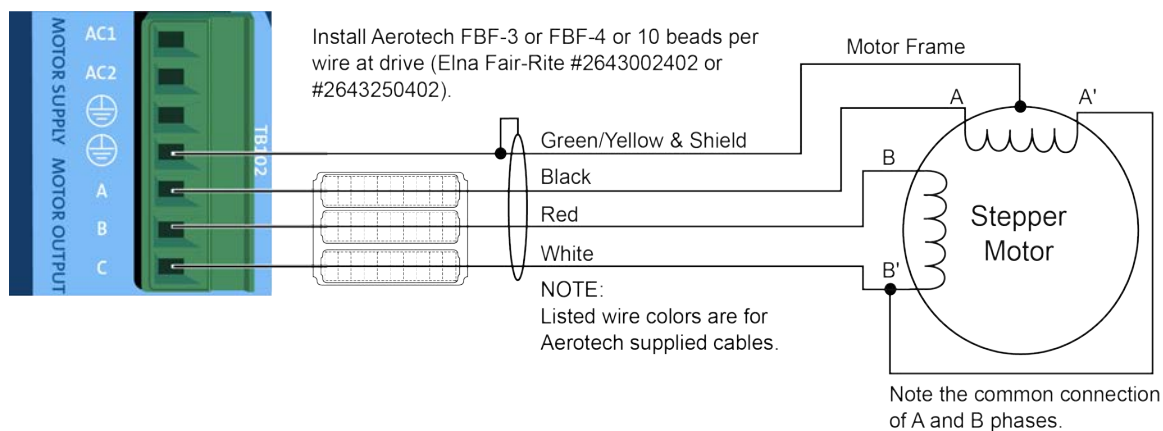 AC1
AC2
MOTOR SUPPLY
MOTOR OUTPUT
A
B
C
TB102
Install Aerotech FBF-3 or FBF-4 or 10 beads per
wire at drive (Elna Fair-Rite #2643002402 or
#2643250402).
Green/Yellow & Shield
Black
Red
White
NOTE:
Listed wire colors are for
Aerotech supplied cables.
Motor Frame
A
A'
B
B'
Stepper
Motor
Note the common connection
of A and B phases.